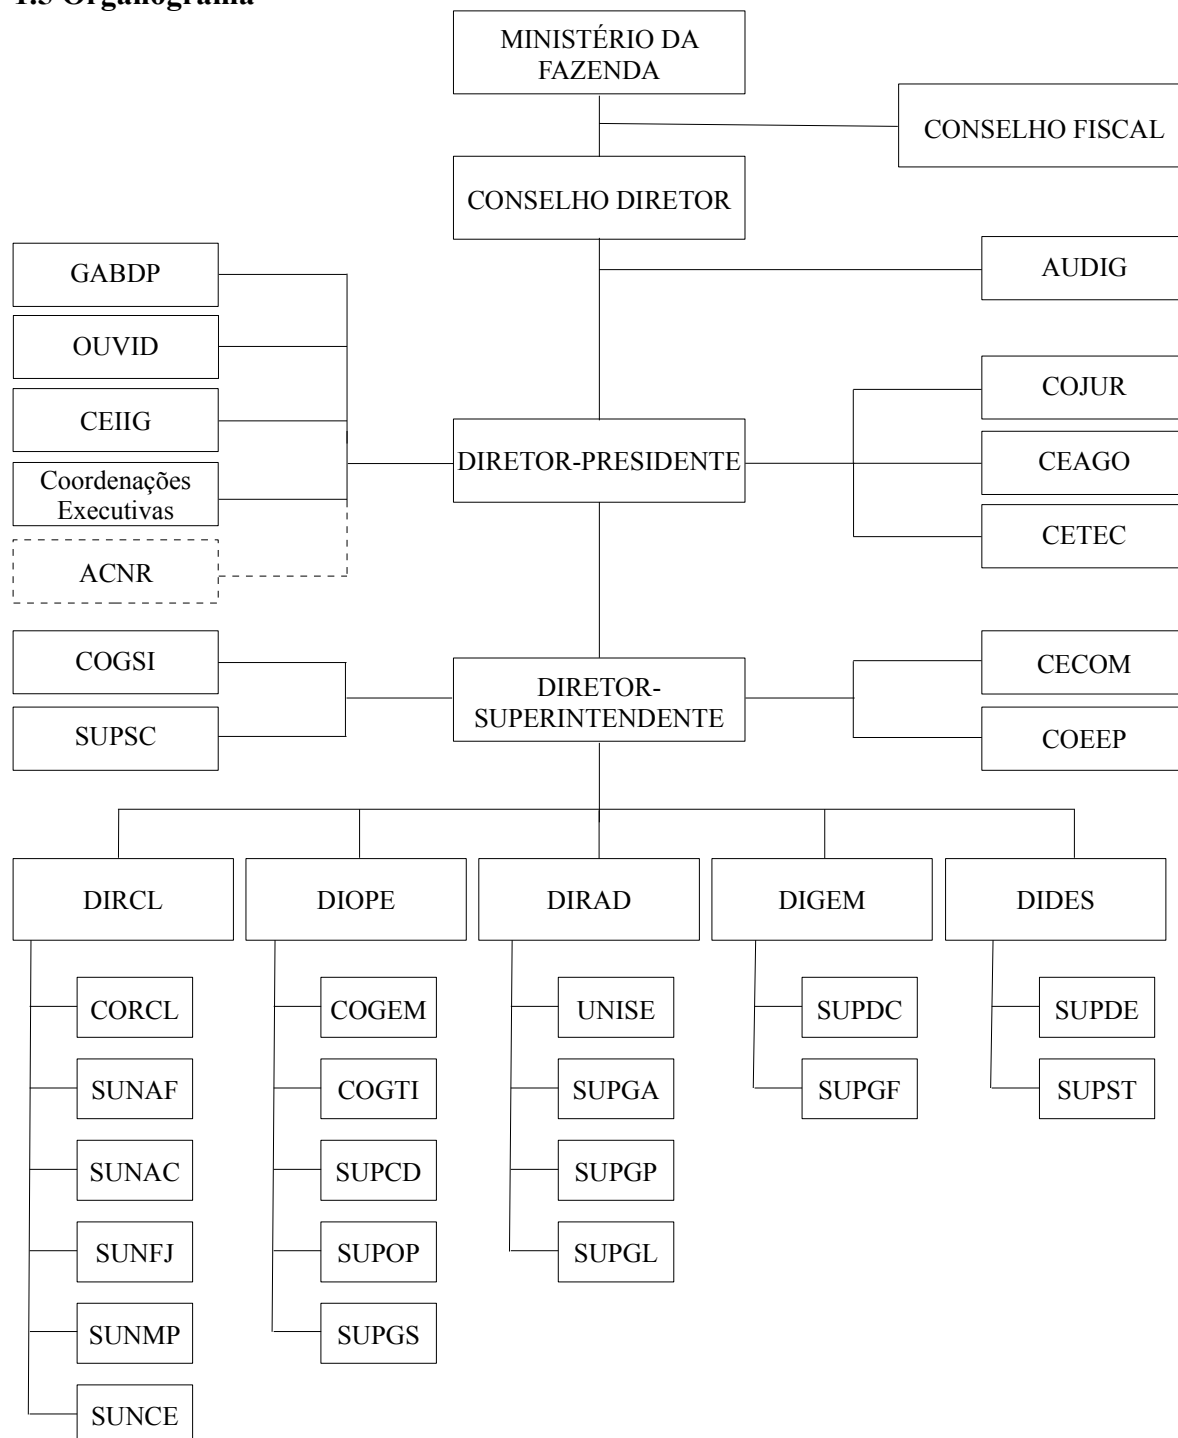 1.5 Organograma
MINISTÉRIO DA
FAZENDA
CONSELHO FISCAL
CONSELHO DIRETOR
GABDP
AUDIG
OUVID
COJUR
CEIIG
DIRETOR-PRESIDENTE
CEAGO
Coordenações
Executivas
CETEC
ACNR
COGSI
CECOM
DIRETOR-
SUPERINTENDENTE
SUPSC
COEEP
DIRCL
DIOPE
DIRAD
DIGEM
DIDES
CORCL
COGEM
UNISE
SUPDC
SUPDE
SUNAF
COGTI
SUPGA
SUPGF
SUPST
SUNAC
SUPCD
SUPGP
SUNFJ
SUPOP
SUPGL
SUNMP
SUPGS
SUNCE